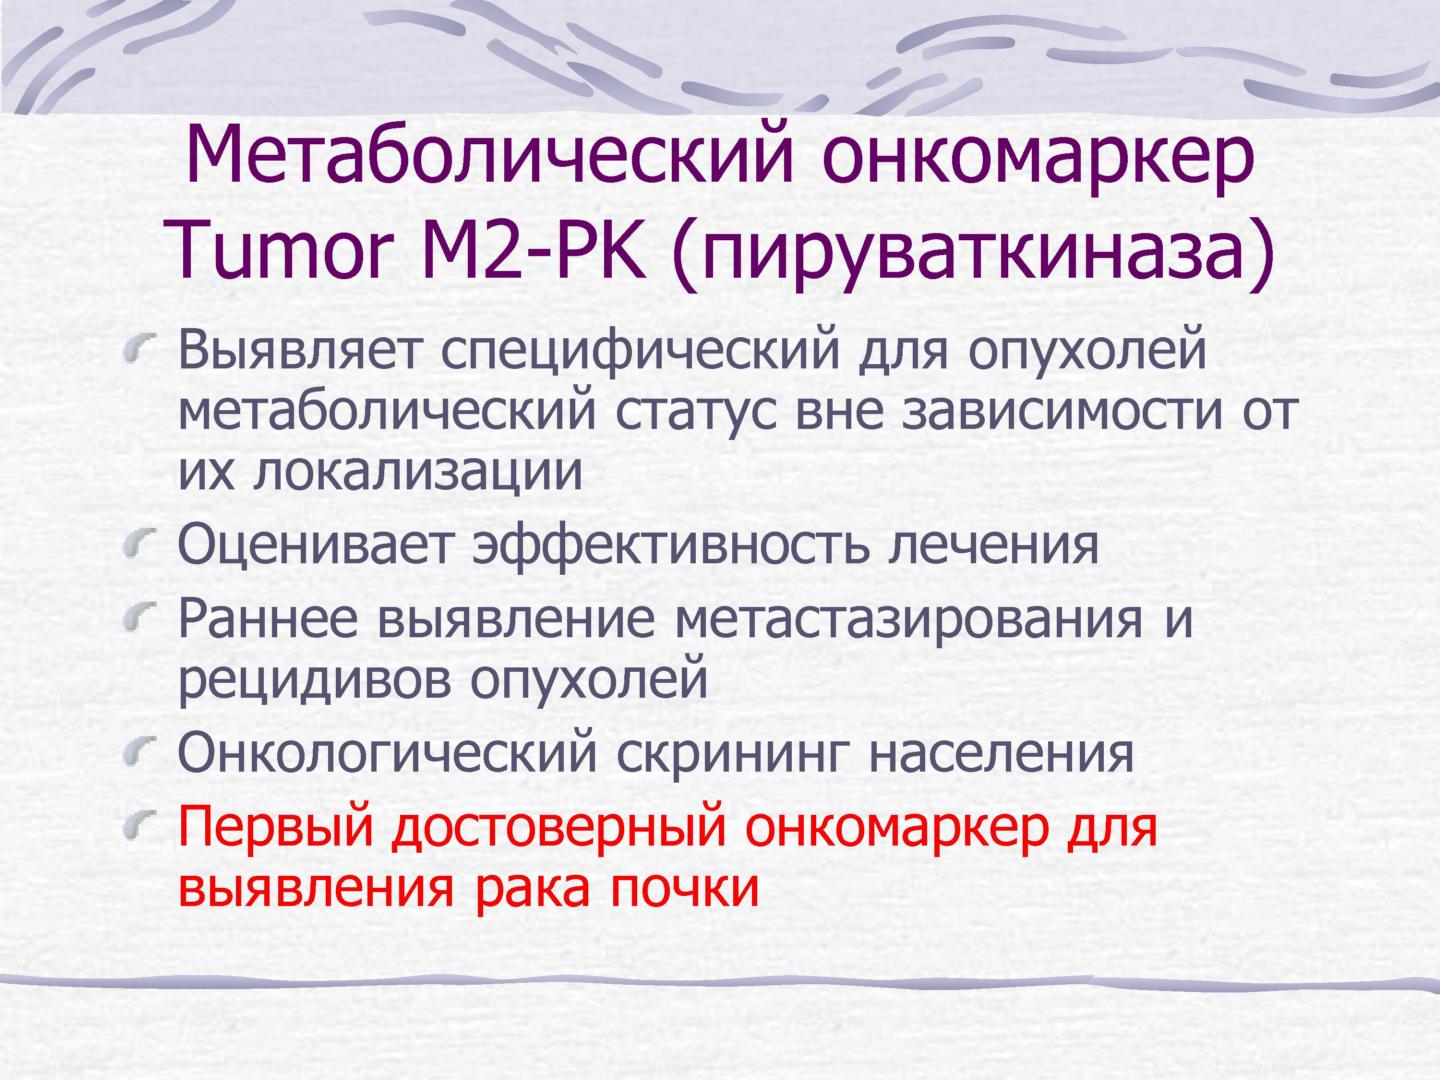 Метаболический онкомаркер
Tumor M2-PK (пируваткиназа)
Выявляет специфический для опухолей
метаболический статус вне зависимости от
их локализации
Оценивает эффективность лечения
Раннее выявление метастазирования и
рецидивов опухолей
Онкологический скрининг населения
Первый достоверный онкомаркер для
выявления рака почки